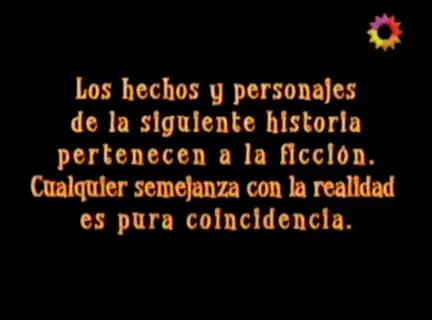 Los hechos y personajes
de la siguiente historia
pertenecen a la ficción.
Cualquier semejanza con la realidad
es pura coincidencia.